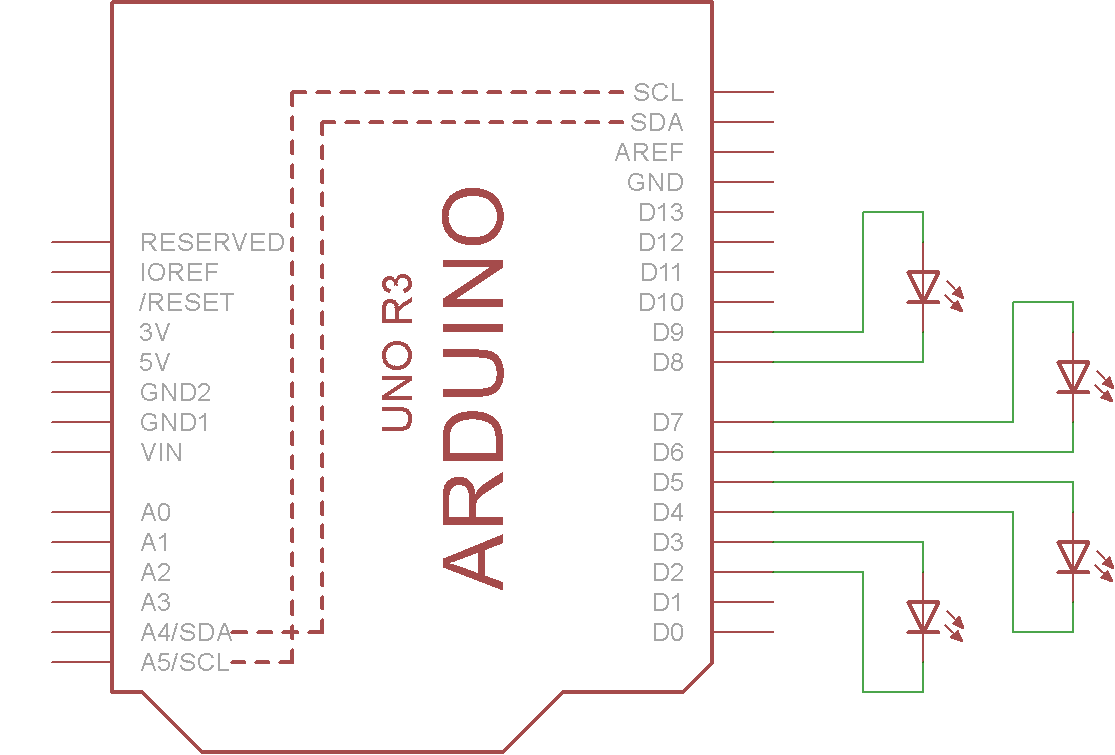 SCL
SDA
AREF
GND
D13
RESERVED
D12
IOREF
D11
/RESET
D10
3V
D9
5V
D8
GND2
GND1
D7
VIN
D6
D5
A0
D4
A1
D3
A2
D2
A3
D1
A4/SDA
D0
A5/SCL
UNO R3
ARDUINO